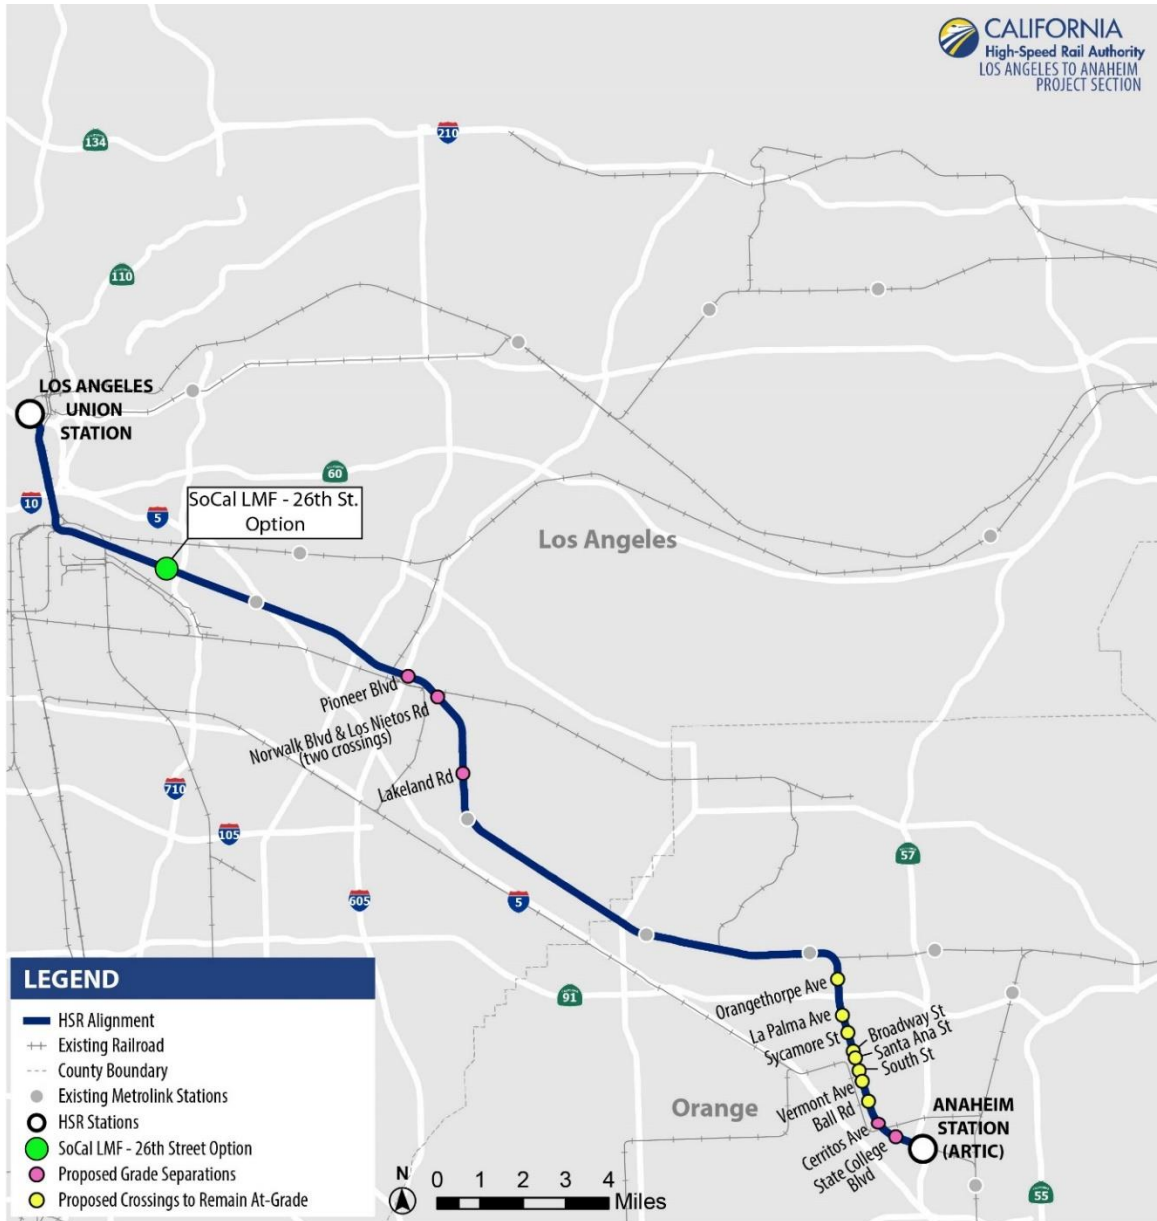 CALIFORNIA
High-Speed Rail Authority
LOS ANGELES TO ANAHEIM
PROJECT SECTION
134
210
110
LOS ANGELES
UNION
STATION
60
10
5
SoCal LMF - 26th St.
Option
Los Angeles
Pioneer Blvd
Norwalk Blvd & Los Nietos Rd
(two crossings)
Lakeland Rd
710
105
57
605
5
91
Orangethorpe Ave
La Palma Ave
Sycamore St
Broadway St
Santa Ana St
South St
Vermont Ave
Ball Rd
Cerritos Ave
State College
Blvd
Orange
ANAHEIM
STATION
(ARTIC)
55
LEGEND
HSR Alignment
Existing Railroad
County Boundary
Existing Metrolink Stations
HSR Stations
SoCal LMF - 26th Street Option
Proposed Grade Separations
Proposed Crossings to Remain At-Grade
N
0 1 2 3 4
Miles